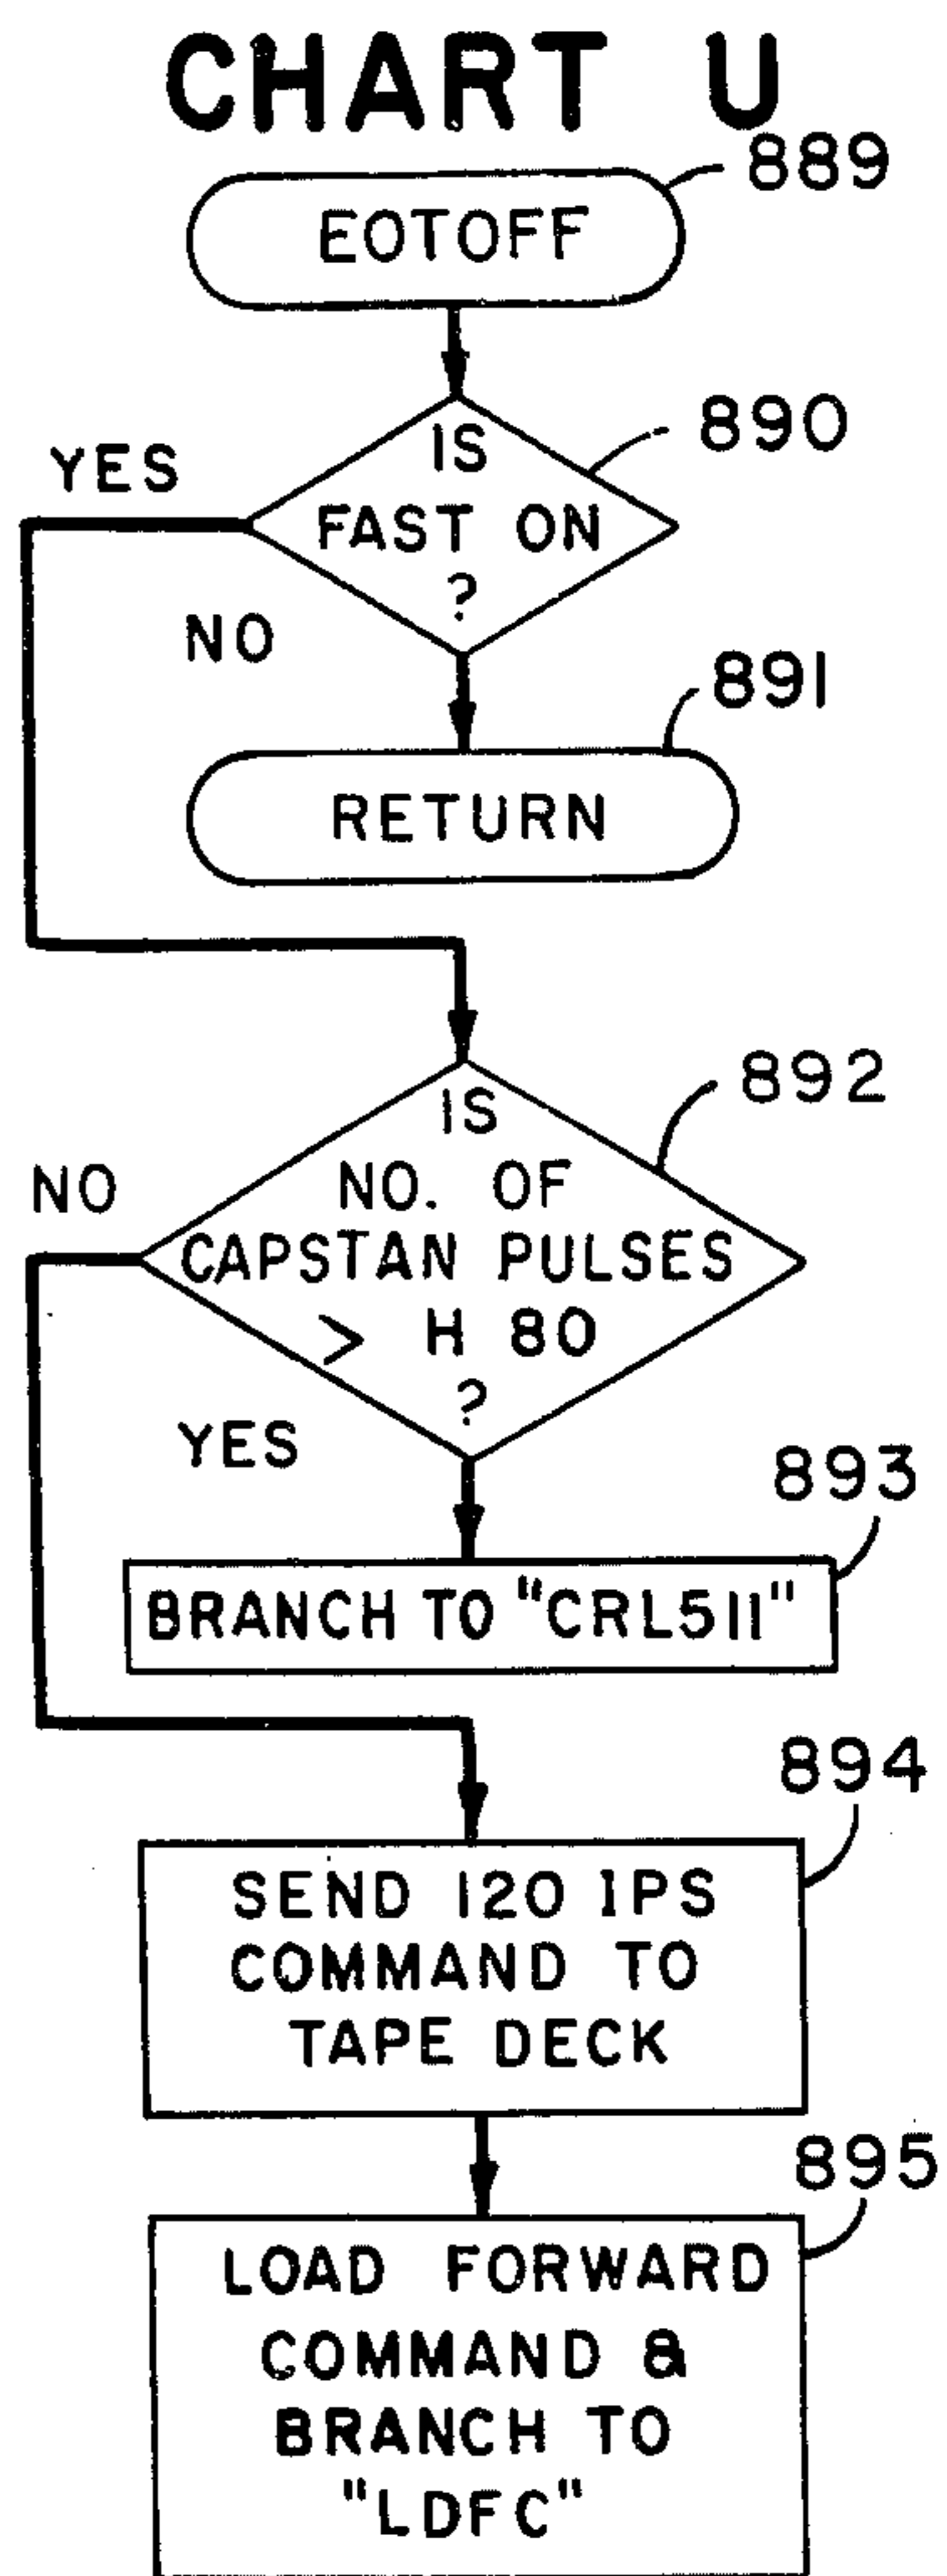 CHART U
889
EOTOFF
890
YES
IS
FAST ON
?
NO
891
RETURN
892
IS
NO
NO. OF
CAPSTAN PULSES
> H 80
?
YES
893
BRANCH TO "CRL511"
894
SEND 120 IPS
COMMAND TO
TAPE DECK
895
LOAD FORWARD
COMMAND &
BRANCH TO
"LDFC"